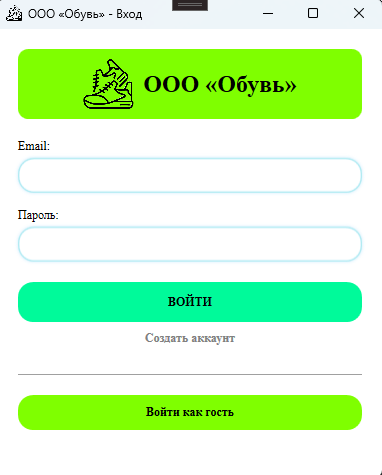 ООО «Обувь» - Вход
ООО «Обувь»
Email:
Пароль:
ВОЙТИ
Создать аккаунт
Войти как гость